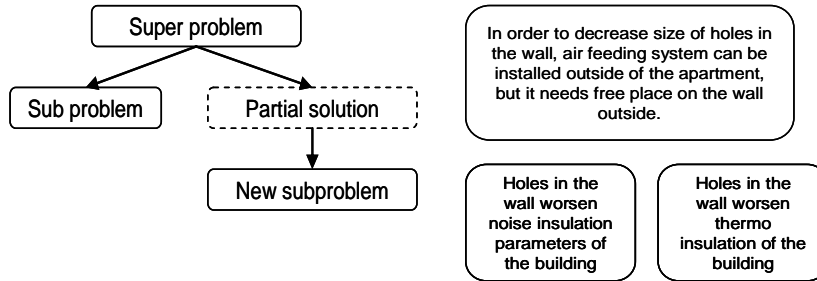 Super problem
Sub problem
Partial solution
New subproblem
In order to decrease size of holes in
the wall, air feeding system can be
installed outside of the apartment,
but it needs free place on the wall
outside.
Holes in the
wall worsen
noise insulation
parameters of
the building
Holes in the
wall worsen
thermo
insulation of the
building